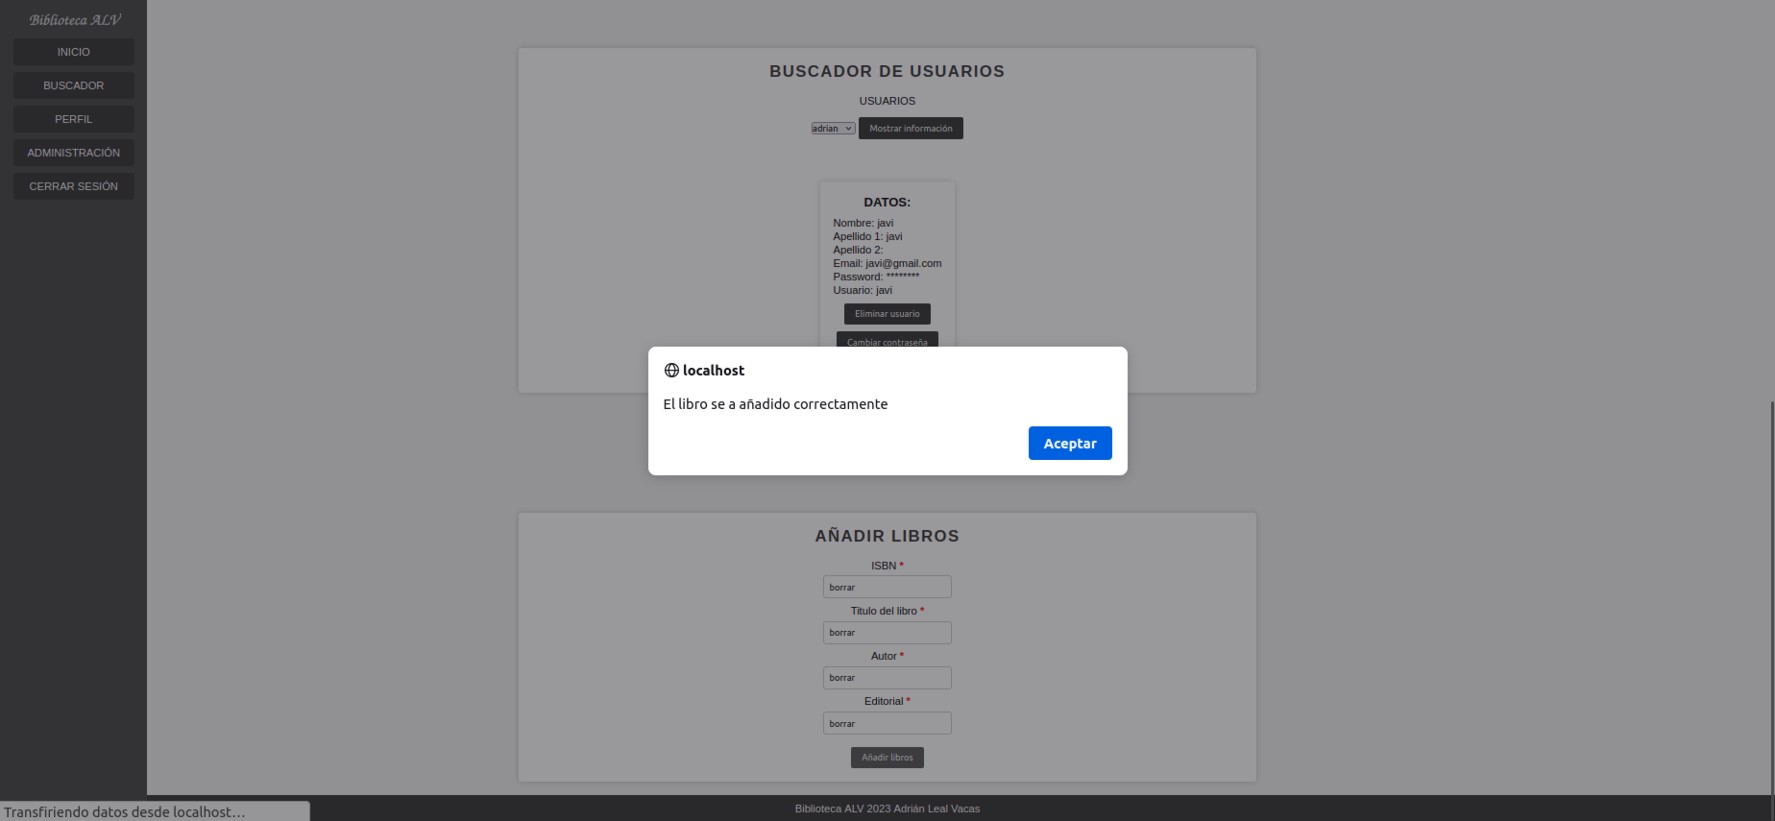 Biblioteca ALV
INICIO
BUSCADOR
PERFIL
ADMINISTRACIÓN
CERRAR SESIÓN
BUSCADOR DE USUARIOS
USUARIOS
adrian Mostrar información
DATOS:
Nombre: javi
Apellido 1: javi
Apellido 2:
Email: javi@gmail.com
Password: ********
Usuario: javi
Eliminar usuario
Cambiar contraseña
localhost
El libro se a añadido correctamente
Aceptar
AÑADIR LIBROS
ISBN *
borrar
Titulo del libro *
borrar
Autor *
borrar
Editorial *
borrar
Añadir libros
Transfiriendo datos desde localhost...
Biblioteca ALV 2023 Adrián Leal Vacas